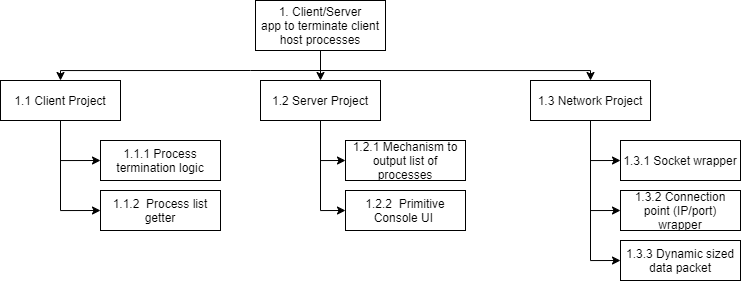 1. Client/Server
app to terminate client
host processes
1.1 Client Project
1.2 Server Project
1.3 Network Project
1.1.1 Process
termination logic
1.2.1 Mechanism to
output list of
processes
1.3.1 Socket wrapper
1.1.2 Process list
getter
1.2.2 Primitive
Console UI
1.3.2 Connection
point (IP/port)
wrapper
1.3.3 Dynamic sized
data packet